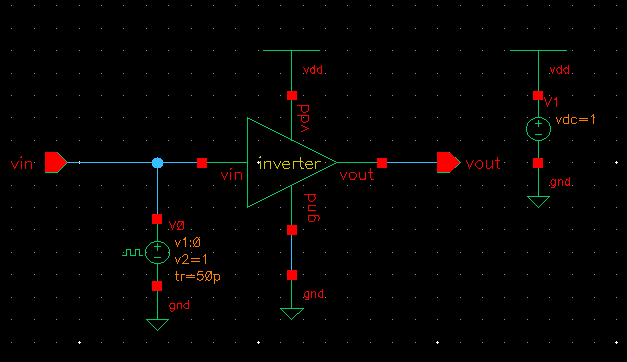 vdd
vdd
vdd
V1
vdc=1
vin
inverter
vin
vout
vout
gnd
gnd
V0
v1:0
v2=1
tr=50p
gnd
gnd